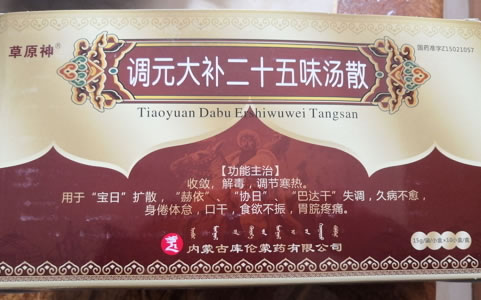 草原神®
国药准字Z15021057
调元大补二十五味汤散
Tiaoyuan Dabu Ershiwuwei Tangsan
【功能主治】
收敛，解毒，调节寒热。
用于“宝日”扩散，“赫依”、“协日”、“巴达干”失调，久病不愈，
身倦体怠，口干，食欲不振，胃脘疼痛。
内蒙古库伦蒙药有限公司